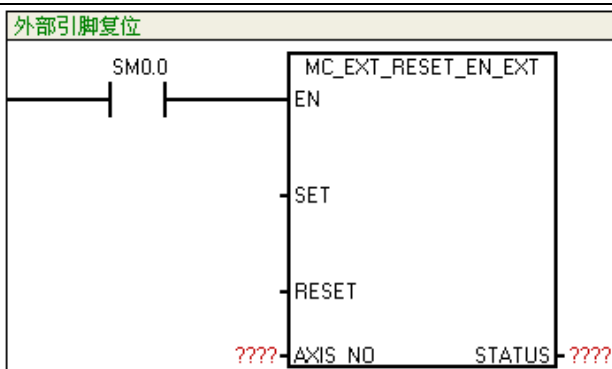 外部引脚复位
SM0.0
MC_EXT_RESET_EN_EXT
EN
SET
RESET
???? AXIS_NO STATUS ????